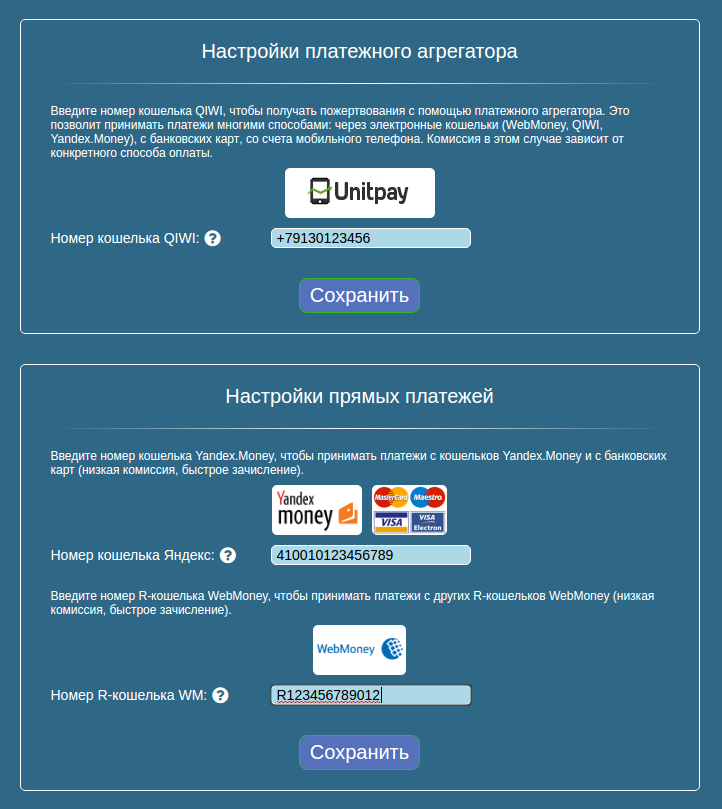 Настройки платежного агрегатора
Введите номер кошелька QIWI, чтобы получать пожертвования с помощью платежного агрегатора. Это
позволит принимать платежи многими способами: через электронные кошельки (WebMoney, QIWI,
Yandex.Money), с банковских карт, со счета мобильного телефона. Комиссия в этом случае зависит от
конкретного способа оплаты.
Unitpay
Номер кошелька QIWI: ? +79130123456
Сохранить
Настройки прямых платежей
Введите номер кошелька Yandex.Money, чтобы принимать платежи с кошельков Yandex.Money и с банковских
карт (низкая комиссия, быстрое зачисление).
Yandex MasterCard Maestro
money VISA VISA
Electron
Номер кошелька Яндекс: ? 410010123456789
Введите номер R-кошелька WebMoney, чтобы принимать платежи с других R-кошельков WebMoney (низкая
комиссия, быстрое зачисление).
WebMoney
Номер R-кошелька WM: ? R123456789012
Сохранить